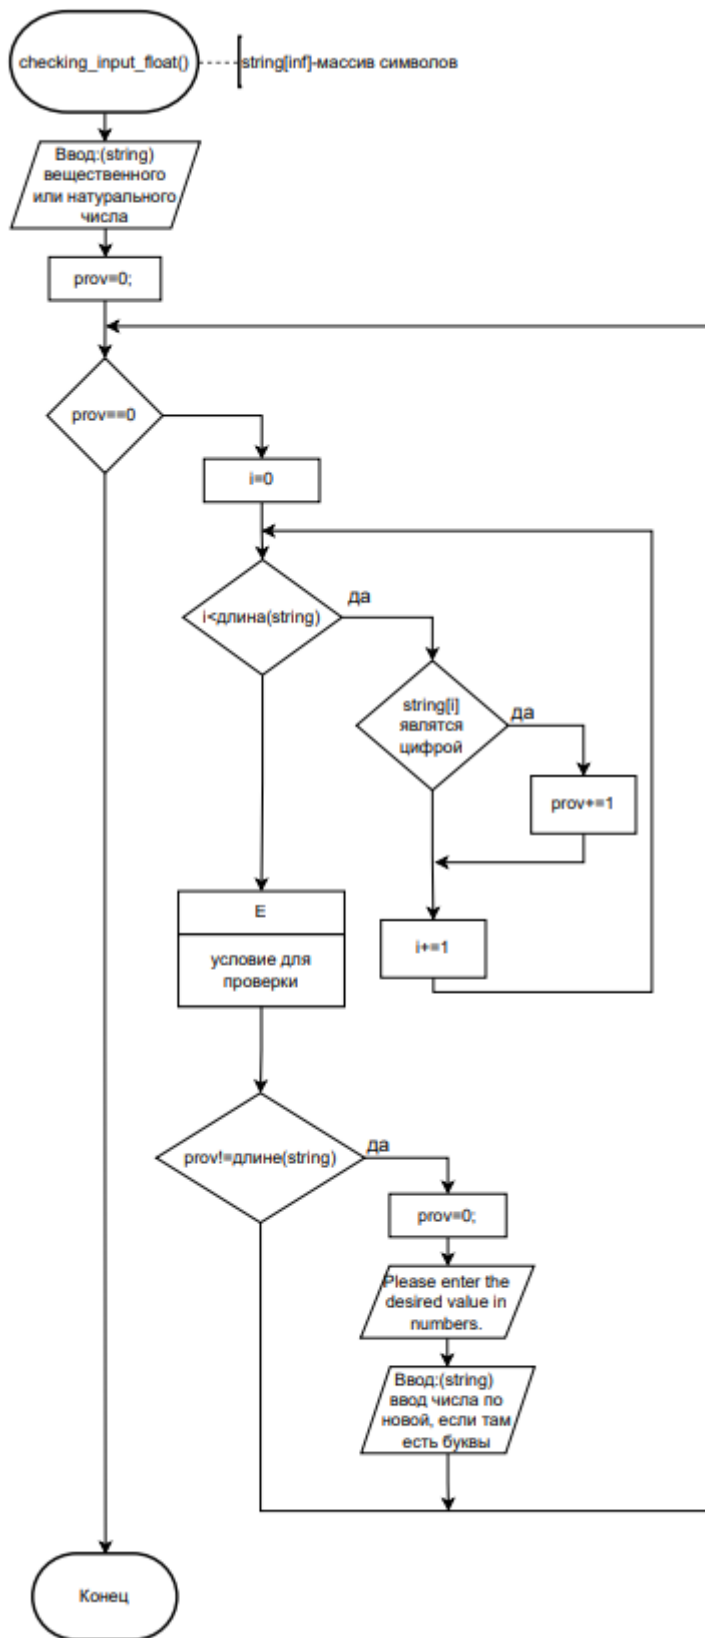 checking_input_float()
string[inf]-массив символов
Ввод:(string)
вещественного
или натурального
числа
prov=0;
prov==0
i=0
i<длина(string)
да
string[i]
являтся
цифрой
да
prov+=1
i+=1
E
условие для
проверки
prov!=длине(string)
да
prov=0;
Please enter the
desired value in
numbers.
Ввод:(string)
ввод числа по
новой, если там
есть буквы
Конец